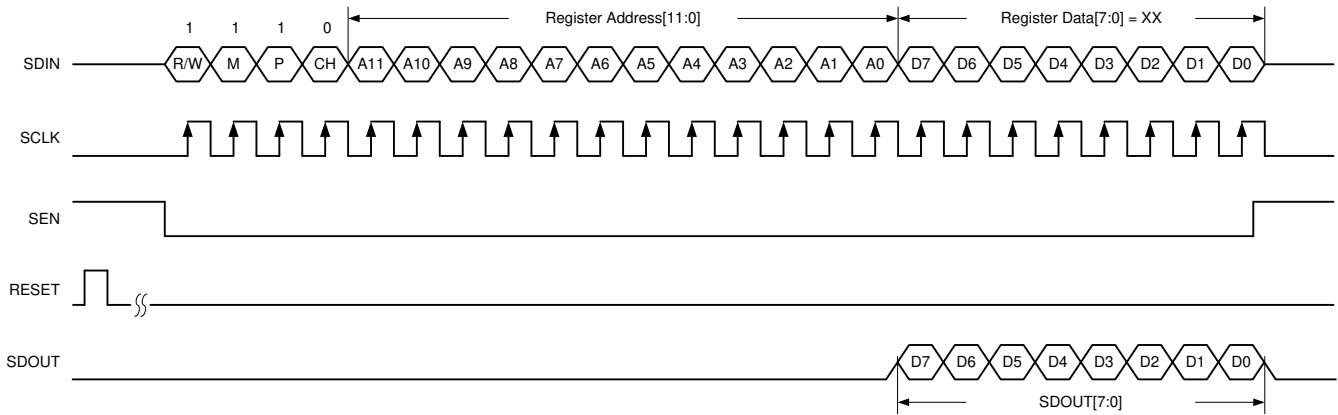 Register Address[11:0] Register Data[7:0] = XX
1 1 1 0
SDIN R/W M P CH A11 A10 A9 A8 A7 A6 A5 A4 A3 A2 A1 A0 D7 D6 D5 D4 D3 D2 D1 D0
SCLK
SEN
RESET
SDOUT D7 D6 D5 D4 D3 D2 D1 D0
SDOUT[7:0]